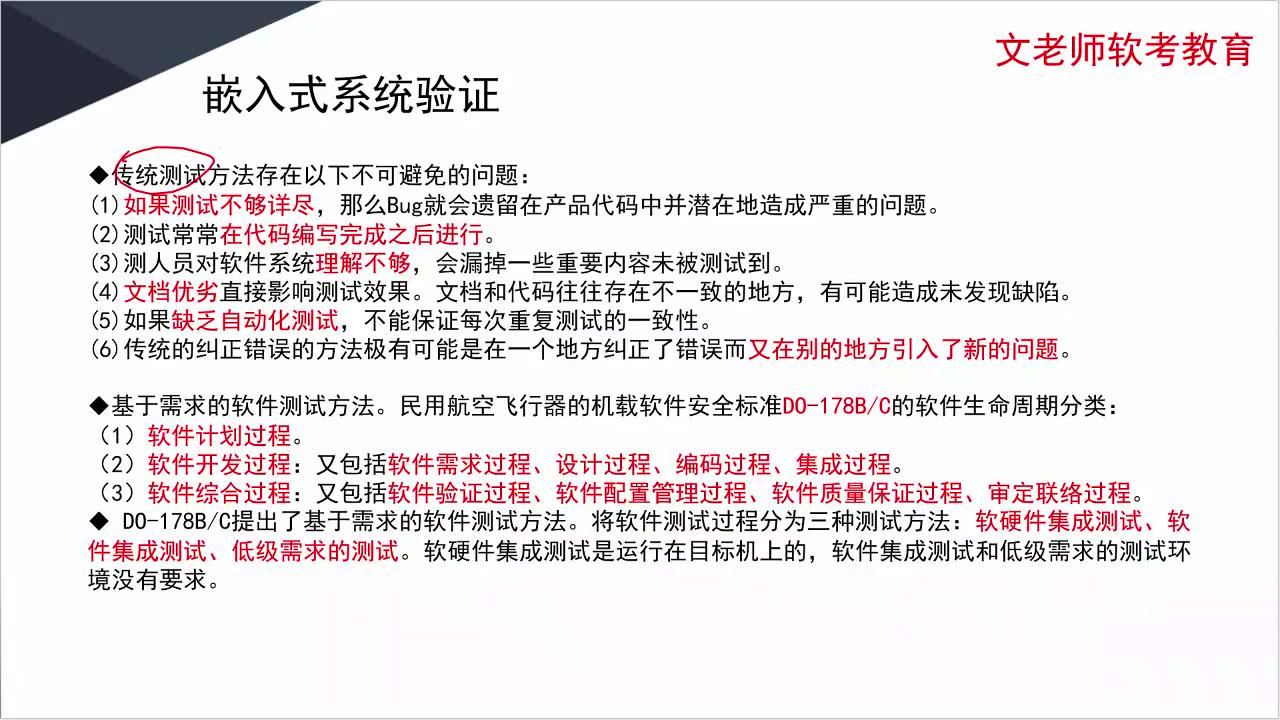 文老师软考教育
嵌入式系统验证
◆传统测试方法存在以下不可避免的问题：
(1)如果测试不够详尽，那么Bug就会遗留在产品代码中并潜在地造成严重的问题。
(2)测试常常在代码编写完成之后进行。
(3)测人员对软件系统理解不够，会漏掉一些重要内容未被测试到。
(4)文档优劣直接影响测试效果。文档和代码往往存在不一致的地方，有可能造成未发现缺陷。
(5)如果缺乏自动化测试，不能保证每次重复测试的一致性。
(6)传统的纠正错误的方法极有可能是在一个地方纠正了错误而又在别的地方引入了新的问题。
◆基于需求的软件测试方法。民用航空飞行器的机载软件安全标准DO-178B/C的软件生命周期分类：
（1）软件计划过程。
（2）软件开发过程：又包括软件需求过程、设计过程、编码过程、集成过程。
（3）软件综合过程：又包括软件验证过程、软件配置管理过程、软件质量保证过程、审定联络过程。
◆ DO-178B/C提出了基于需求的软件测试方法。将软件测试过程分为三种测试方法：软硬件集成测试、软
件集成测试、低级需求的测试。软硬件集成测试是运行在目标机上的，软件集成测试和低级需求的测试环
境没有要求。